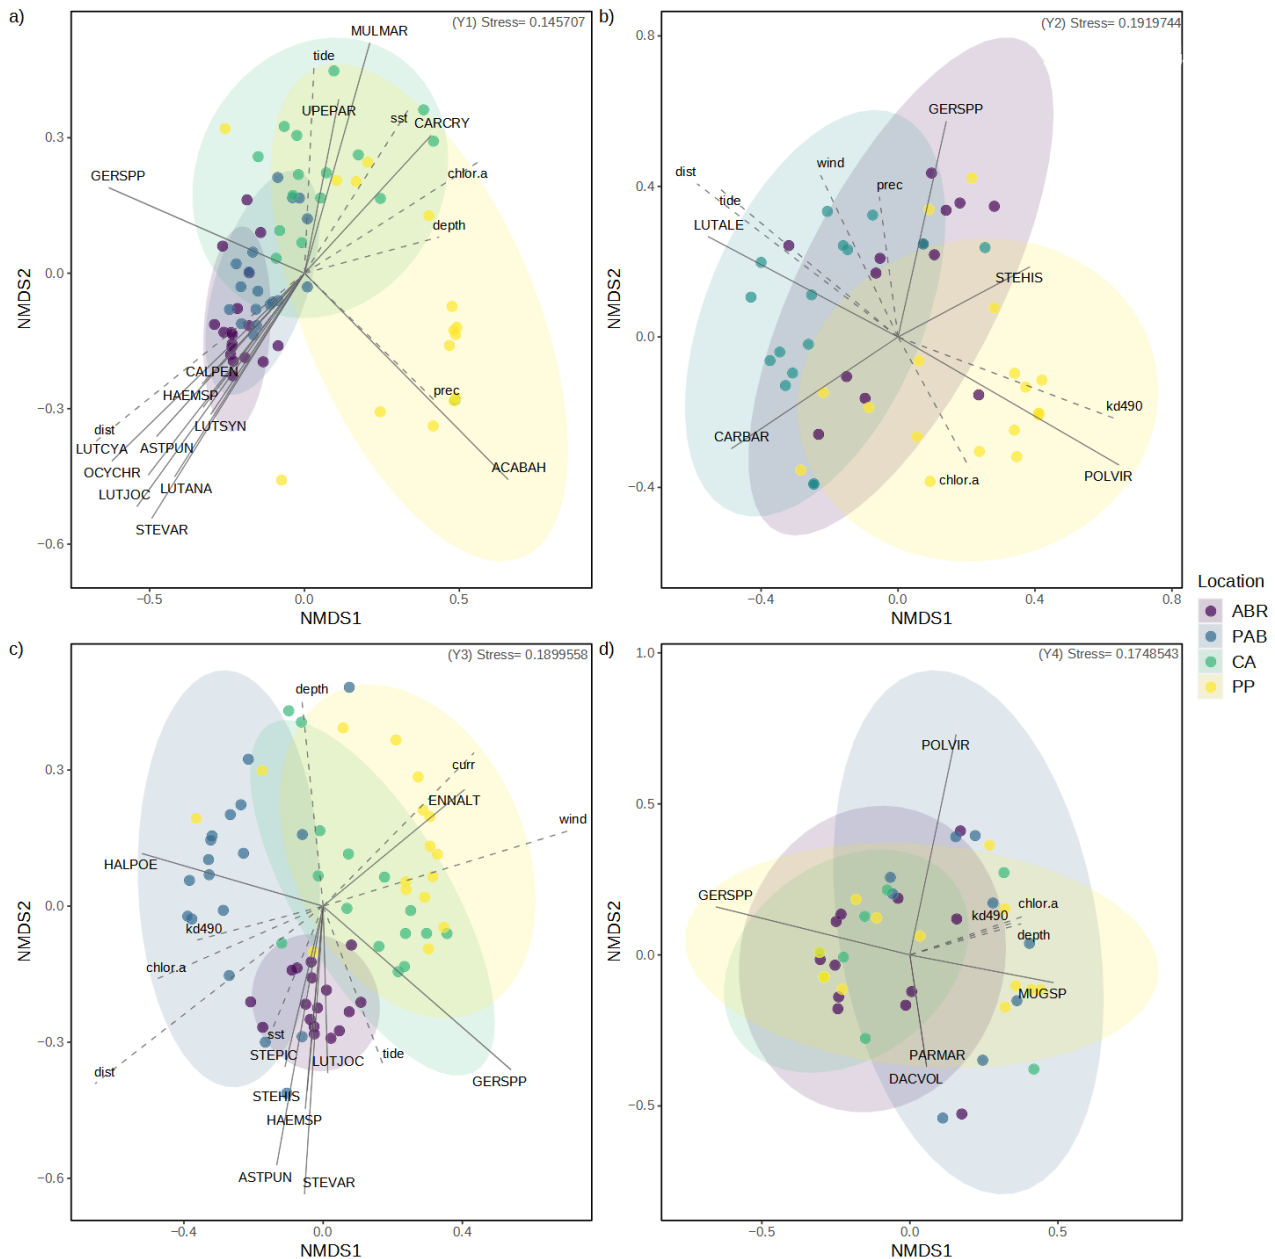 a)
(Y1) Stress= 0.145707
MULMAR
tide
UPEPAR
sst
CARCRY
chlor.a
GERSPP
depth
CALPEN
HAEMSP
prec
LUTSYN
dist
LUTCYA
ASTPUN
OCYCHR
LUTJOC
LUTANA
ACABAH
STEVAR
0.3
0.0
−0.3
−0.6
−0.5
0.0
0.5
NMDS1
NMDS2
b)
(Y2) Stress= 0.1919744
GERSPP
wind
dist
prec
tide
LUTALE
STEHIS
kd490
CARBAR
chlor.a
POLVIR
0.8
0.4
0.0
−0.4
−0.4
0.0
0.4
0.8
NMDS1
NMDS2
c)
(Y3) Stress= 0.1899558
depth
curr
ENNALT
wind
HALPOE
kd490
chlor.a
sst
STEPIC
LUTJOC
tide
dist
GERSPP
STEHIS
HAEMSP
ASTPUN
STEVAR
0.3
0.0
−0.3
−0.6
−0.4
0.0
0.4
NMDS1
NMDS2
d)
(Y4) Stress= 0.1748543
POLVIR
GERSPP
chlor.a
kd490
depth
MUGSP
PARMAR
DACVOL
1.0
0.5
0.0
−0.5
−0.5
0.0
0.5
NMDS1
NMDS2
Location
ABR
PAB
CA
PP